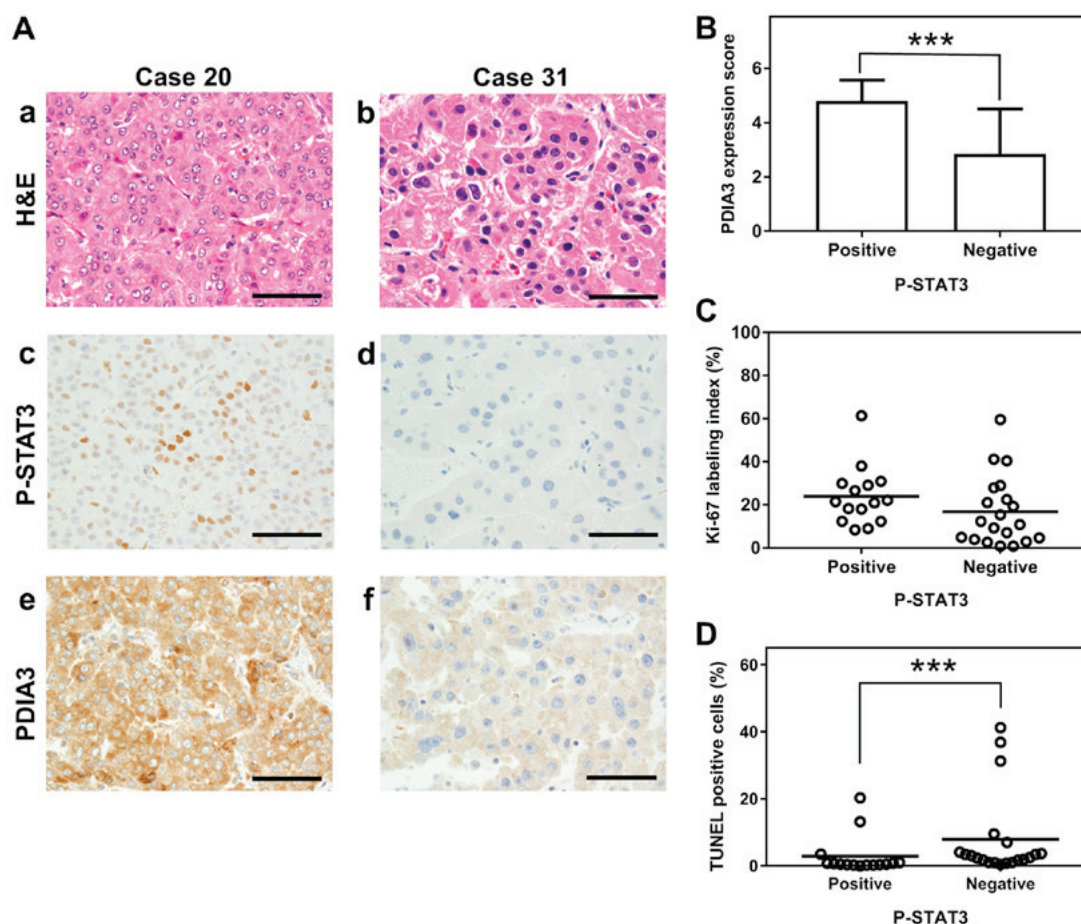 A
Case 20
Case 31
a
b
H&E
c
d
P-STAT3
e
f
PDIA3
B
***
PDIA3 expression score
6
4
2
0
Positive
Negative
P-STAT3
C
Ki-67 labeling index (%)
100
80
60
40
20
0
Positive
Negative
P-STAT3
D
***
TUNEL positive cells (%)
60
40
20
0
Positive
Negative
P-STAT3